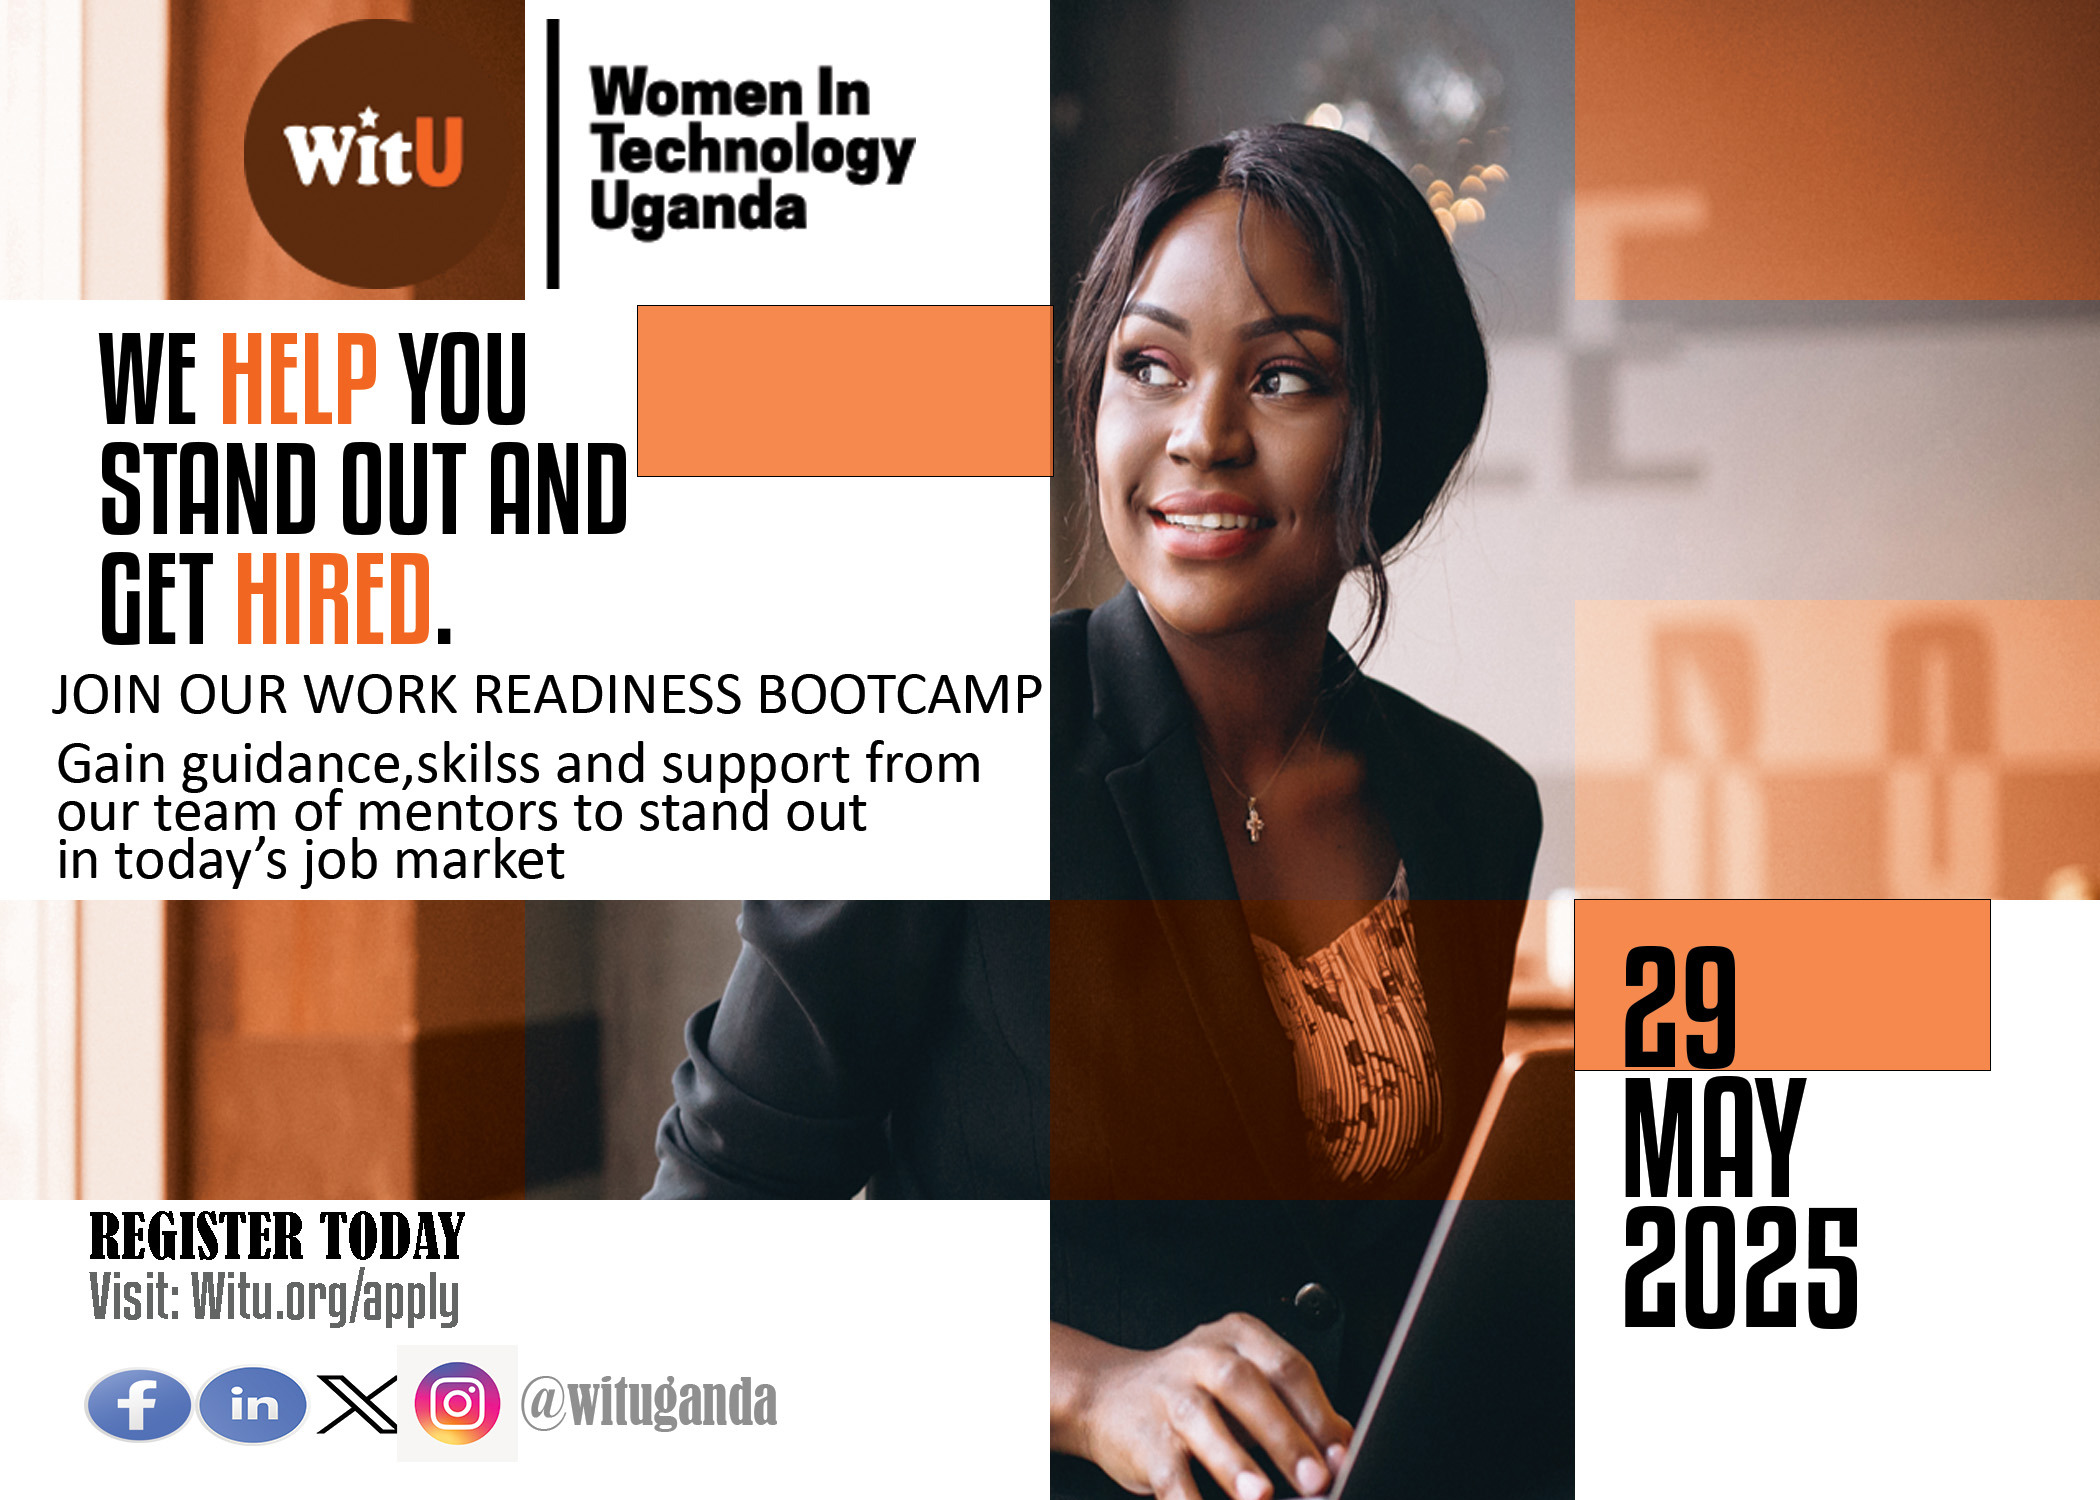 WitU
Women In
Technology
Uganda
WE HELP YOU
STAND OUT AND
GET HIRED.
JOIN OUR WORK READINESS BOOTCAMP
Gain guidance,skilss and support from
our team of mentors to stand out
in today’s job market
29
MAY
2025
REGISTER TODAY
Visit: Witu.org/apply
@wituganda